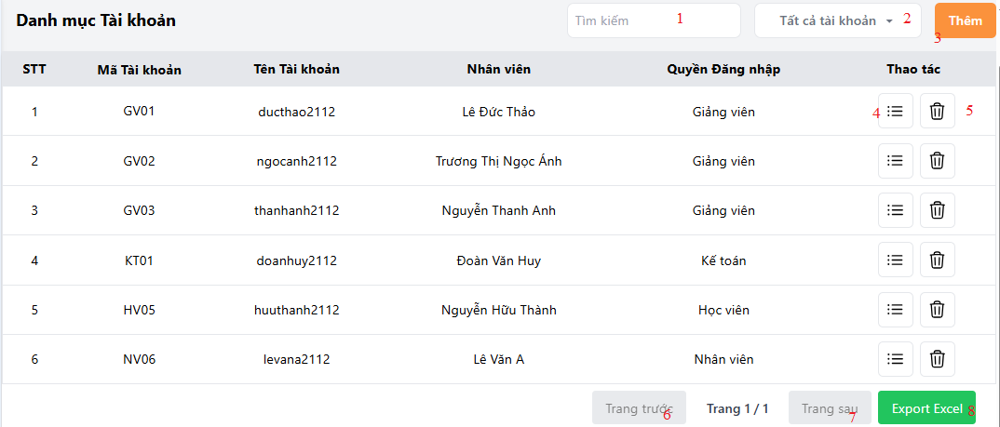 Danh mục Tài khoản Tìm kiếm 1 Tất cả tài khoản 2 Thêm 3
STT Mã Tài khoản Tên Tài khoản Nhân viên Quyền Đăng nhập Thao tác
1 GV01 ducthao2112 Lê Đức Thảo Giảng viên 4 5
2 GV02 ngocanh2112 Trương Thị Ngọc Ánh Giảng viên
3 GV03 thanhanh2112 Nguyễn Thanh Anh Giảng viên
4 KT01 doanhuy2112 Đoàn Văn Huy Kế toán
5 HV05 huuthanh2112 Nguyễn Hữu Thành Học viên
6 NV06 levana2112 Lê Văn A Nhân viên
Trang trước 6 Trang 1 / 1 Trang sau 7 Export Excel 8